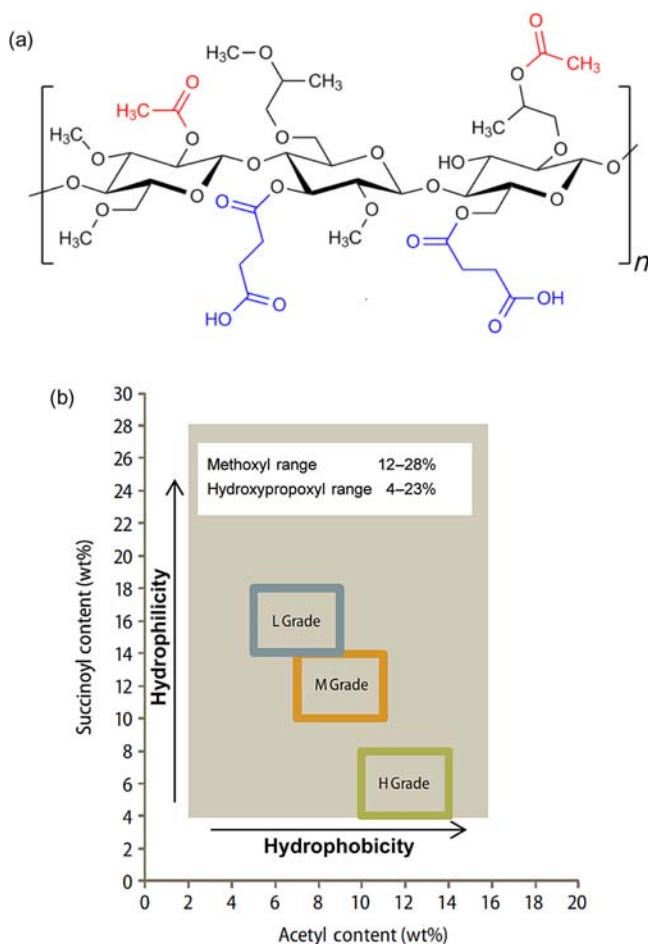 (a)
O
H₃C
O
H₃C
O
CH₃
O
CH₃
H₃C
O
O
O
O
O
H₃C
O
HO
O
O
O
O
O
O
O
O
O
H₃C
O
O
O
H₃C
O
O
n
HO
O
O
OH
(b)
30
28
26
24
22
20
18
16
14
12
10
8
6
4
2
0
Succinoyl content (wt%)
Hydrophilicity
Methoxyl range 12–28%
Hydroxypropoxyl range 4–23%
L Grade
M Grade
H Grade
Hydrophobicity
0 2 4 6 8 10 12 14 16 18 20
Acetyl content (wt%)